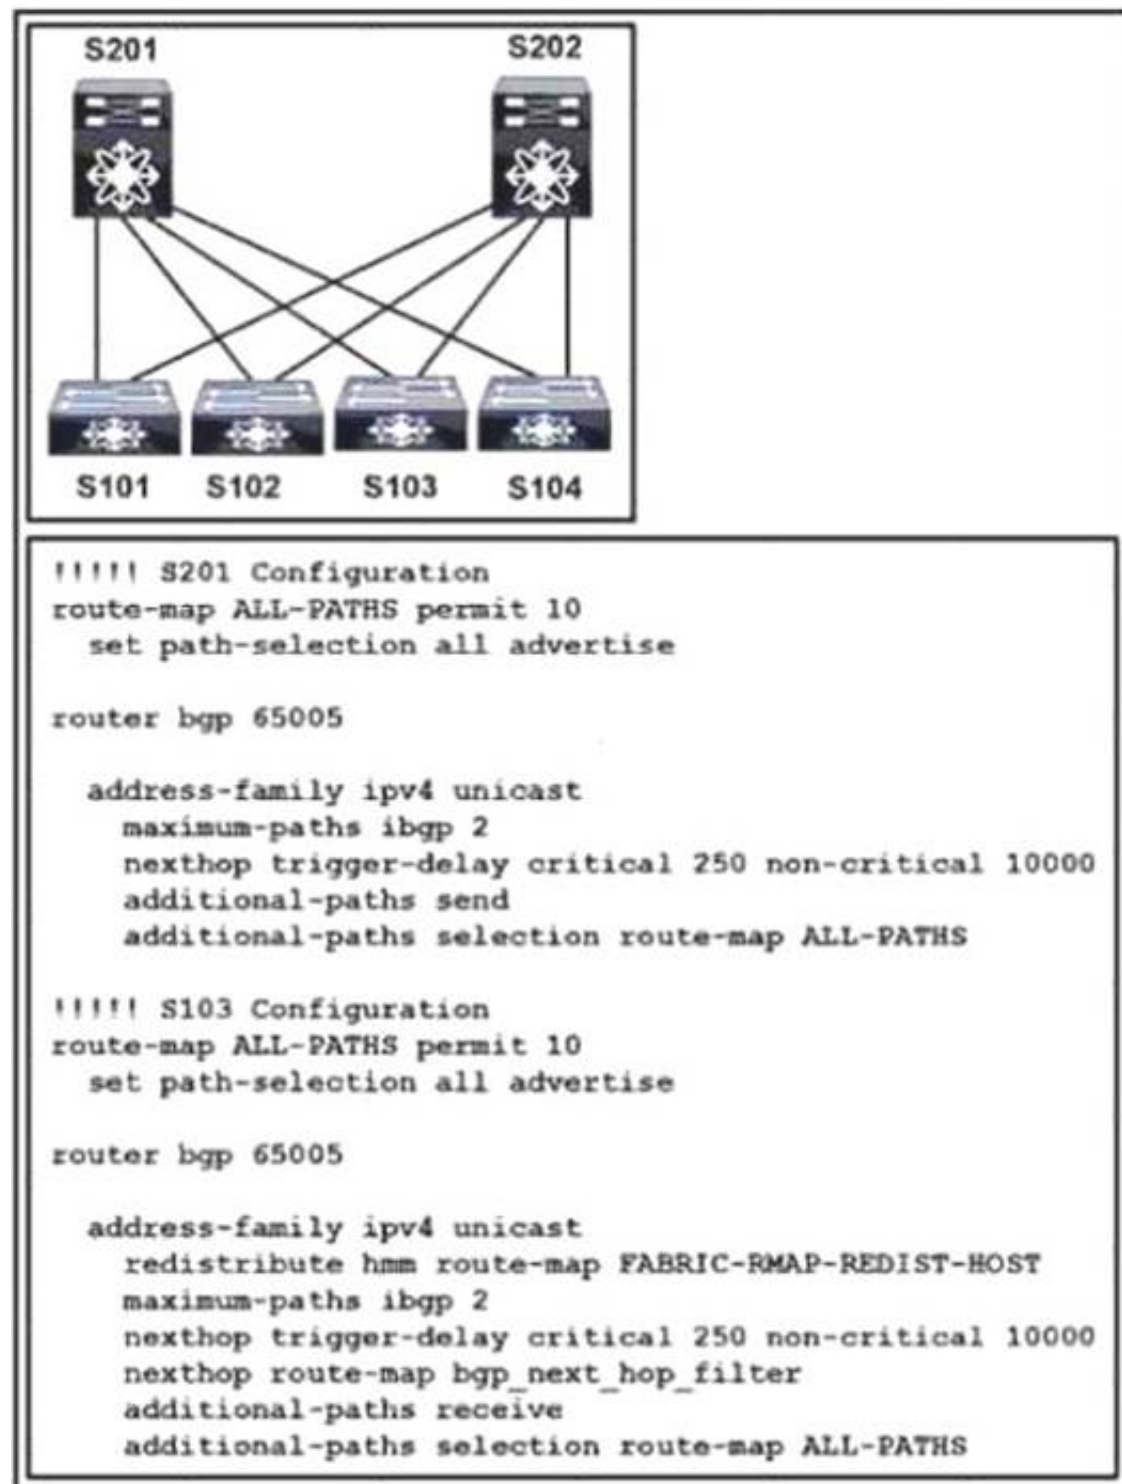 S201 S202
S101 S102 S103 S104
!!!!! S201 Configuration
route-map ALL-PATHS permit 10
set path-selection all advertise
router bgp 65005
address-family ipv4 unicast
maximum-paths ibgp 2
nexthop trigger-delay critical 250 non-critical 10000
additional-paths send
additional-paths selection route-map ALL-PATHS
!!!!! S103 Configuration
route-map ALL-PATHS permit 10
set path-selection all advertise
router bgp 65005
address-family ipv4 unicast
redistribute hmm route-map FABRIC-RMAP-REDIST-HOST
maximum-paths ibgp 2
nexthop trigger-delay critical 250 non-critical 10000
nexthop route-map bgp_next_hop_filter
additional-paths receive
additional-paths selection route-map ALL-PATHS